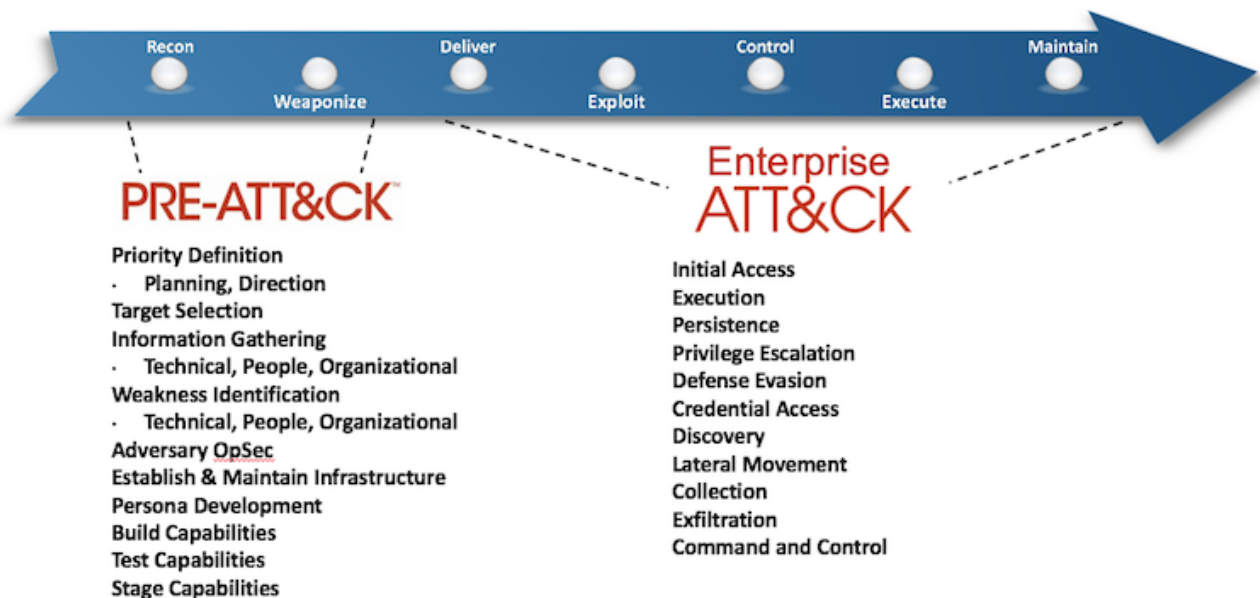 Recon
Weaponize
Deliver
Exploit
Control
Execute
Maintain
PRE-ATT&CK™
Priority Definition
· Planning, Direction
Target Selection
Information Gathering
· Technical, People, Organizational
Weakness Identification
· Technical, People, Organizational
Adversary OpSec
Establish & Maintain Infrastructure
Persona Development
Build Capabilities
Test Capabilities
Stage Capabilities
Enterprise
ATT&CK
Initial Access
Execution
Persistence
Privilege Escalation
Defense Evasion
Credential Access
Discovery
Lateral Movement
Collection
Exfiltration
Command and Control